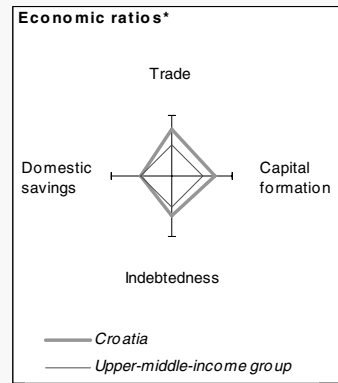 Economic ratios*
Trade
Domestic
savings
Capital
formation
Indebtedness
Croatia
Upper-middle-income group